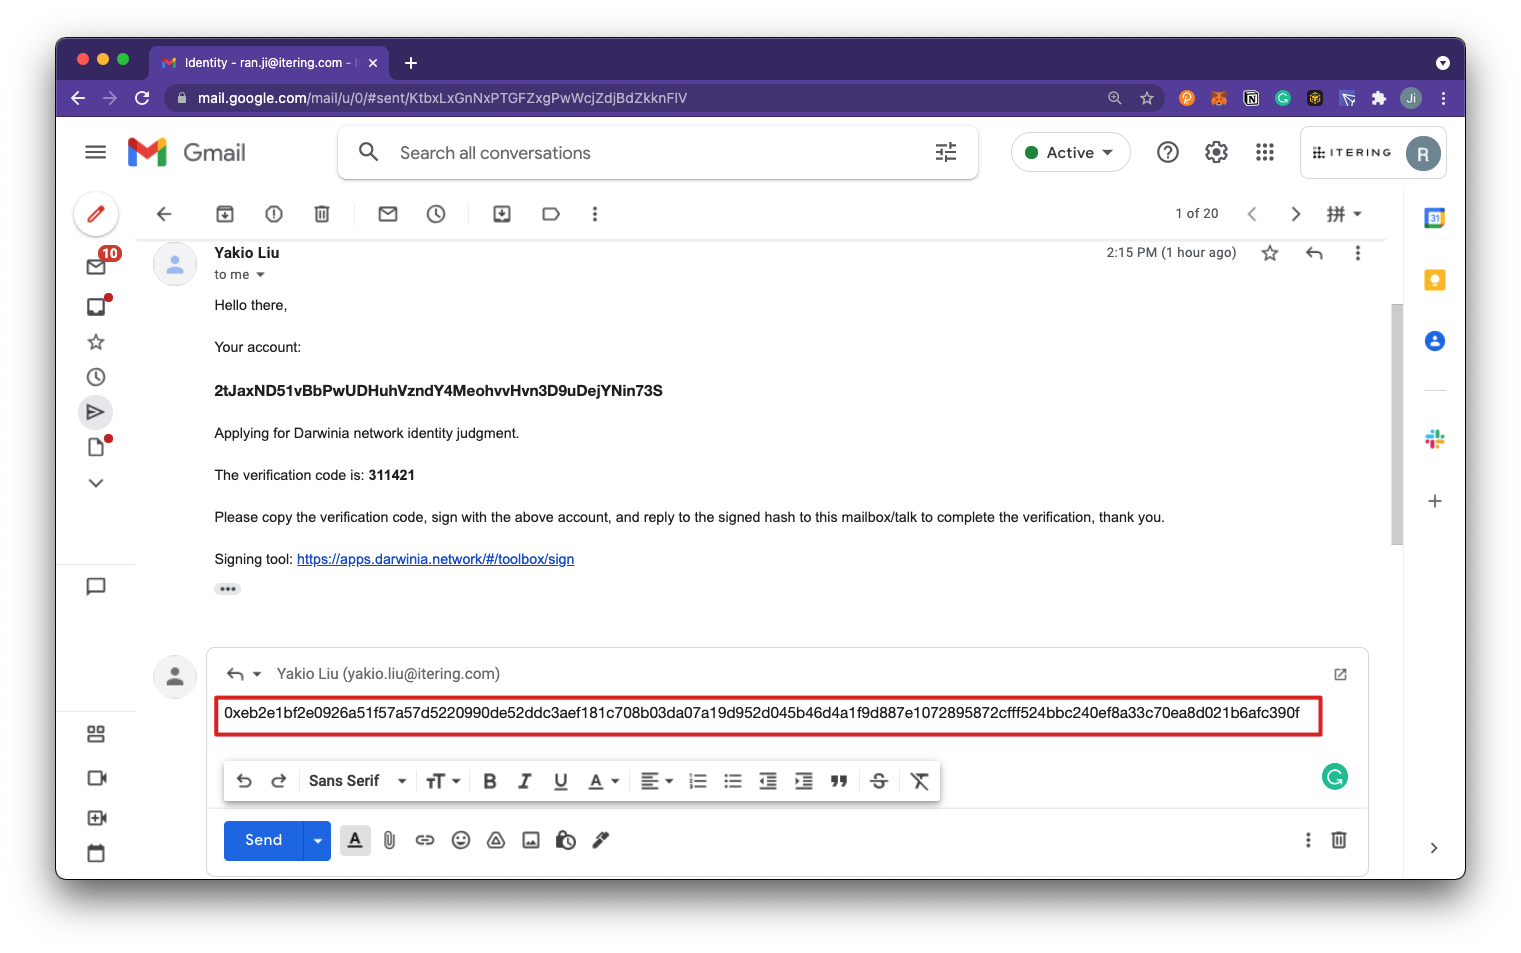 Identity - ran.ji@itering.com -
mail.google.com/mail/u/0/#sent/KtbxLxGnNxPTGFZxgPwWcjZdjBdZkknFlV
Ji
Gmail
Search all conversations
Active
ITERING
R
1 of 20
拼
31
10
Yakio Liu
2:15 PM (1 hour ago)
to me
Hello there,
Your account:
2tJaxND51vBbPwUDHuhVzndY4MeohvvHvn3D9uDejYNin73S
Applying for Darwinia network identity judgment.
The verification code is: 311421
Please copy the verification code, sign with the above account, and reply to the signed hash to this mailbox/talk to complete the verification, thank you.
Signing tool: https://apps.darwinia.network/#/toolbox/sign
Yakio Liu (yakio.liu@itering.com)
0xeb2e1bf2e0926a51f57a57d5220990de52ddc3aef181c708b03da07a19d952d045b46d4a1f9d887e1072895872cfff524bbc240ef8a33c70ea8d021b6afc390f
Sans Serif
Send